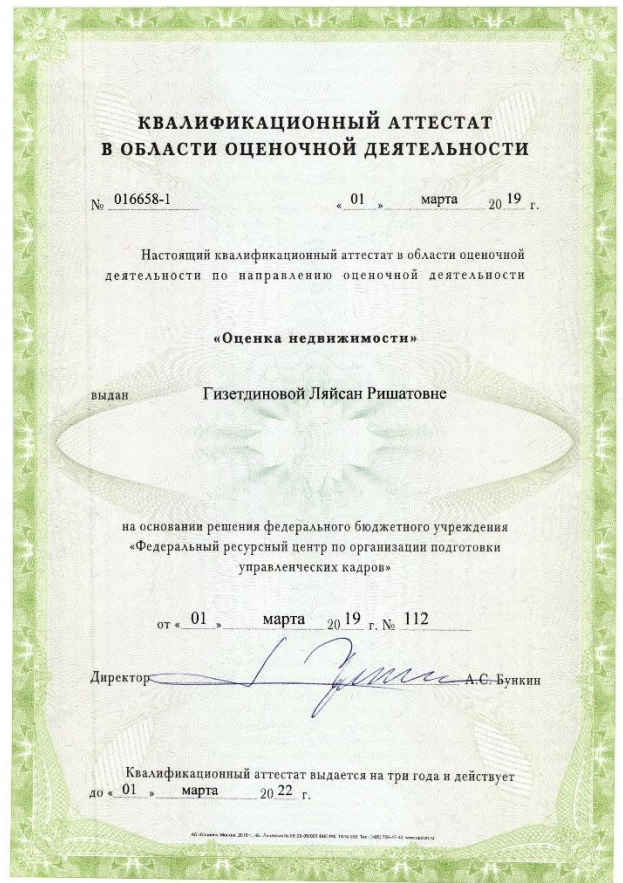 КВАЛИФИКАЦИОННЫЙ АТТЕСТАТ
В ОБЛАСТИ ОЦЕНОЧНОЙ ДЕЯТЕЛЬНОСТИ
№ 016658-1 « 01 » марта 20 19 г.
Настоящий квалификационный аттестат в области оценочной
деятельности по направлению оценочной деятельности
«Оценка недвижимости»
выдан Гизетдиновой Ляйсан Ришатовне
на основании решения федерального бюджетного учреждения
«Федеральный ресурсный центр по организации подготовки
управленческих кадров»
от « 01 » марта 20 19 г. № 112
Директор А.С. Бункин
Квалификационный аттестат выдается на три года и действует
до « 01 » марта 20 22 г.